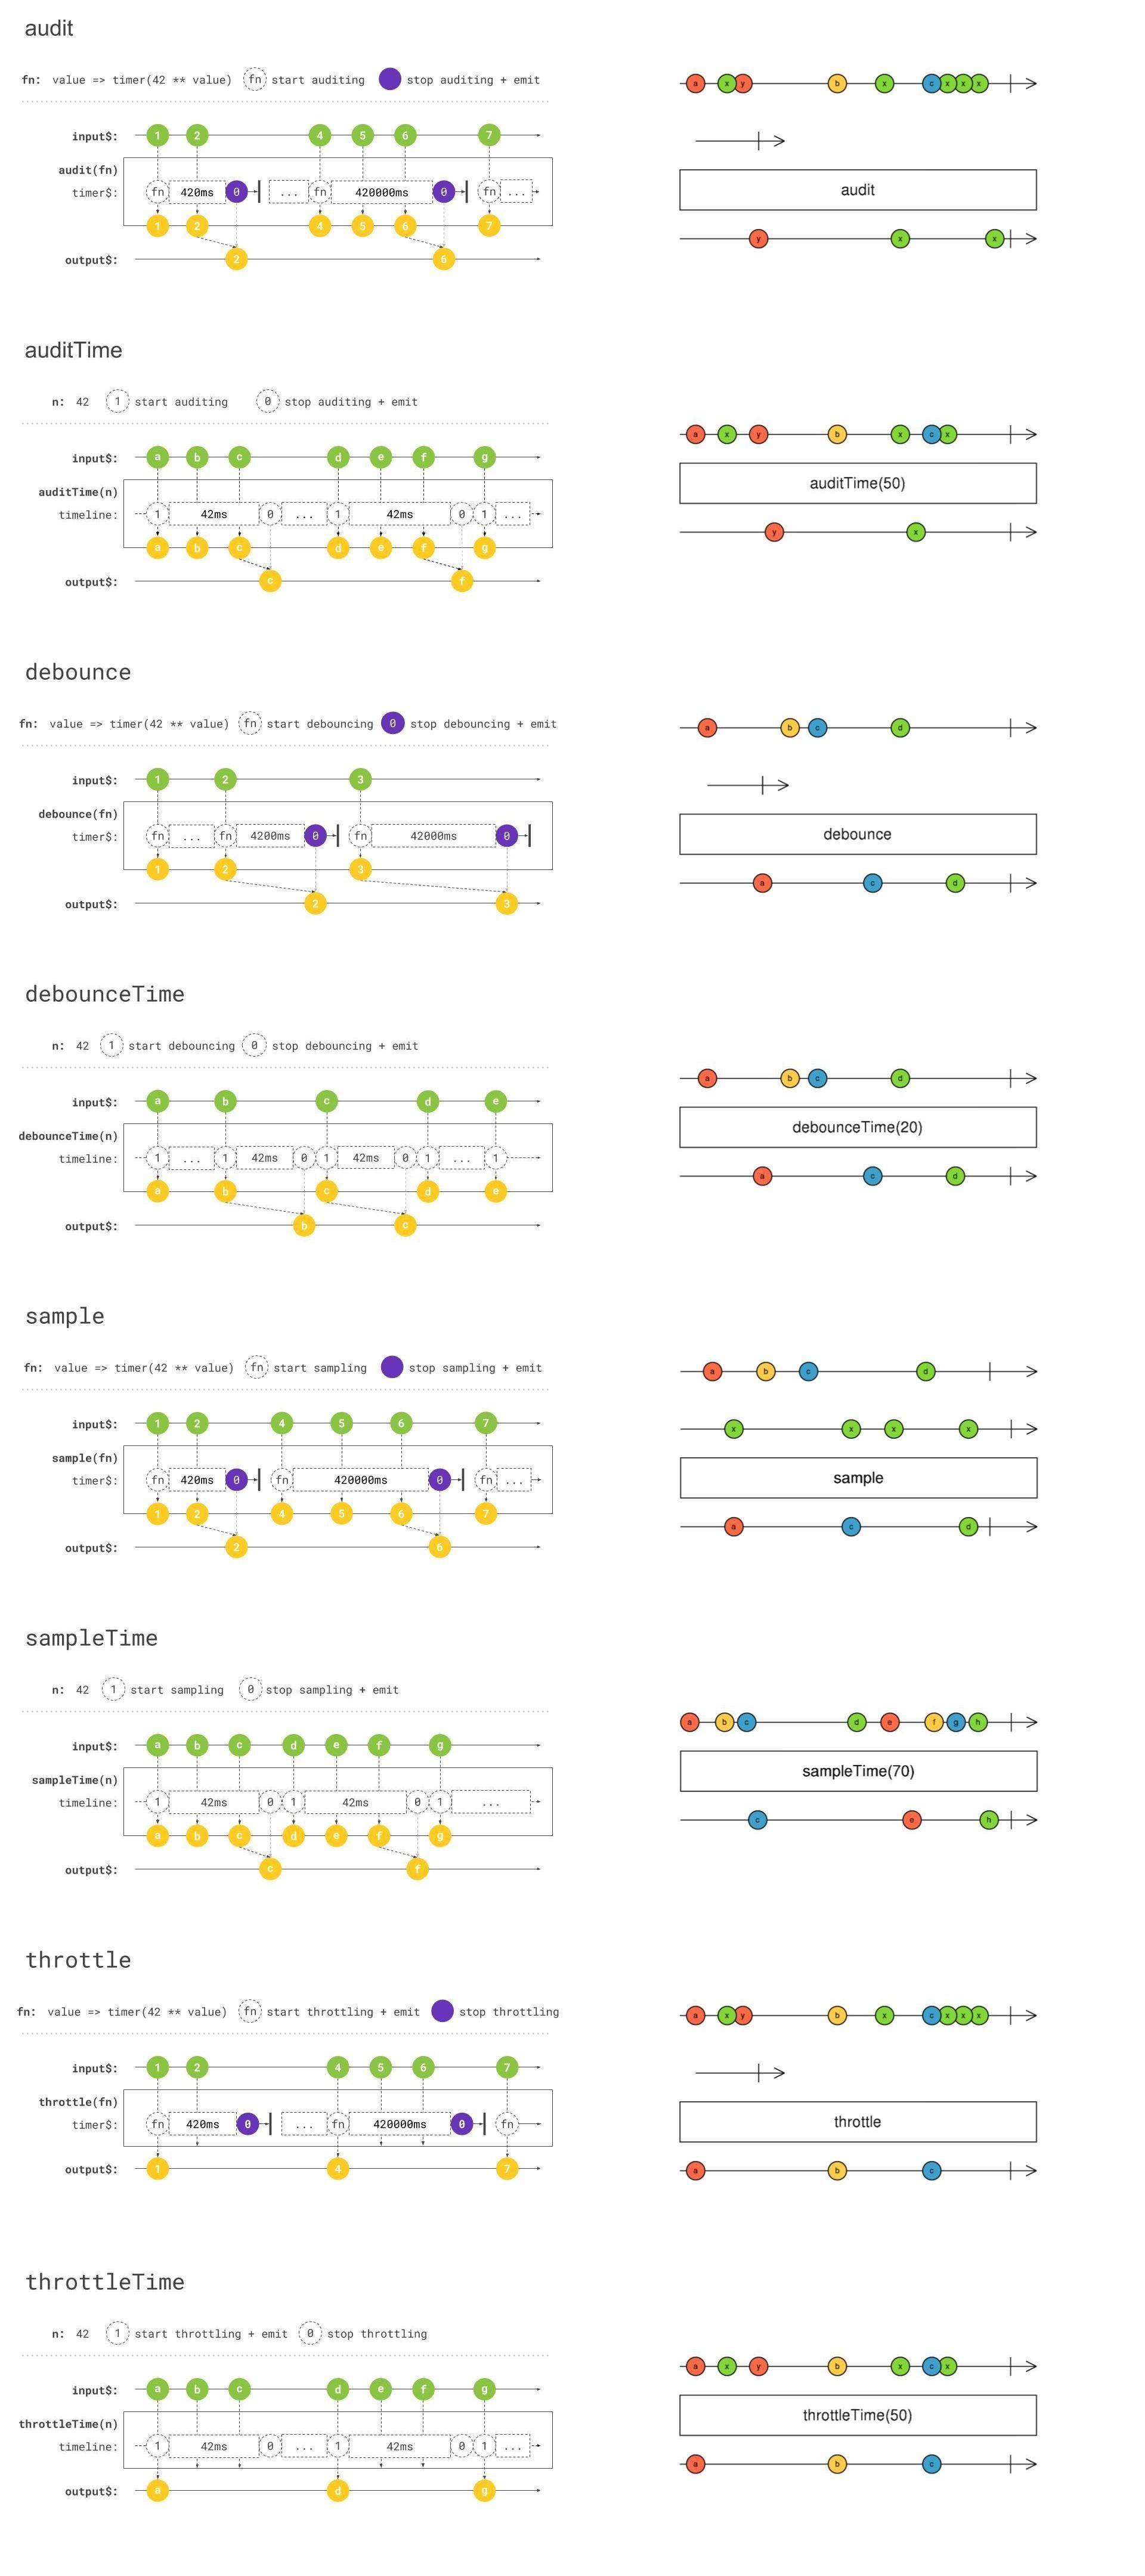 audit
fn: value => timer(42 ** value) fn start auditing stop auditing + emit
a x y b x c x x x
input$: 1 2 4 5 6 7
audit(fn)
timer$: fn 420ms 0 ... fn 420000ms 0 fn ...
audit
1 2 4 5 6 7
y x x
output$: 2 6
auditTime
n: 42 1 start auditing 0 stop auditing + emit
a x y b x c x
input$: a b c d e f g
auditTime(n)
timeline: 1 42ms 0 ... 1 42ms 0 1 ...
auditTime(50)
a b c d e f g
y x
output$: c f
debounce
fn: value => timer(42 ** value) fn start debouncing 0 stop debouncing + emit
a b c d
input$: 1 2 3
debounce(fn)
timer$: fn ... fn 4200ms 0 fn 42000ms 0
debounce
1 2 3
a c d
output$: 2 3
debounceTime
n: 42 1 start debouncing 0 stop debouncing + emit
a b c d
input$: a b c d e
debounceTime(n)
timeline: 1 ... 1 42ms 0 1 42ms 0 1 ... 1
debounceTime(20)
a b c d e
a c d
output$: b c
sample
fn: value => timer(42 ** value) fn start sampling stop sampling + emit
a b c d
input$: 1 2 4 5 6 7
x x x x
sample(fn)
timer$: fn 420ms 0 fn 420000ms 0 fn ...
sample
1 2 4 5 6 7
a c d
output$: 2 6
sampleTime
n: 42 1 start sampling 0 stop sampling + emit
a b c d e f g h
input$: a b c d e f g
sampleTime(n)
timeline: 1 42ms 0 1 42ms 0 1 ...
sampleTime(70)
a b c d e f g
c e h
output$: c f
throttle
fn: value => timer(42 ** value) fn start throttling + emit stop throttling
a x y b x c x x x
input$: 1 2 4 5 6 7
throttle(fn)
timer$: fn 420ms 0 ... fn 420000ms 0 fn
throttle
output$: 1 4 7
a b c
throttleTime
n: 42 1 start throttling + emit 0 stop throttling
a x y b x c x
input$: a b c d e f g
throttleTime(n)
timeline: 1 42ms 0 ... 1 42ms 0 1 ...
throttleTime(50)
a b c
output$: a d g